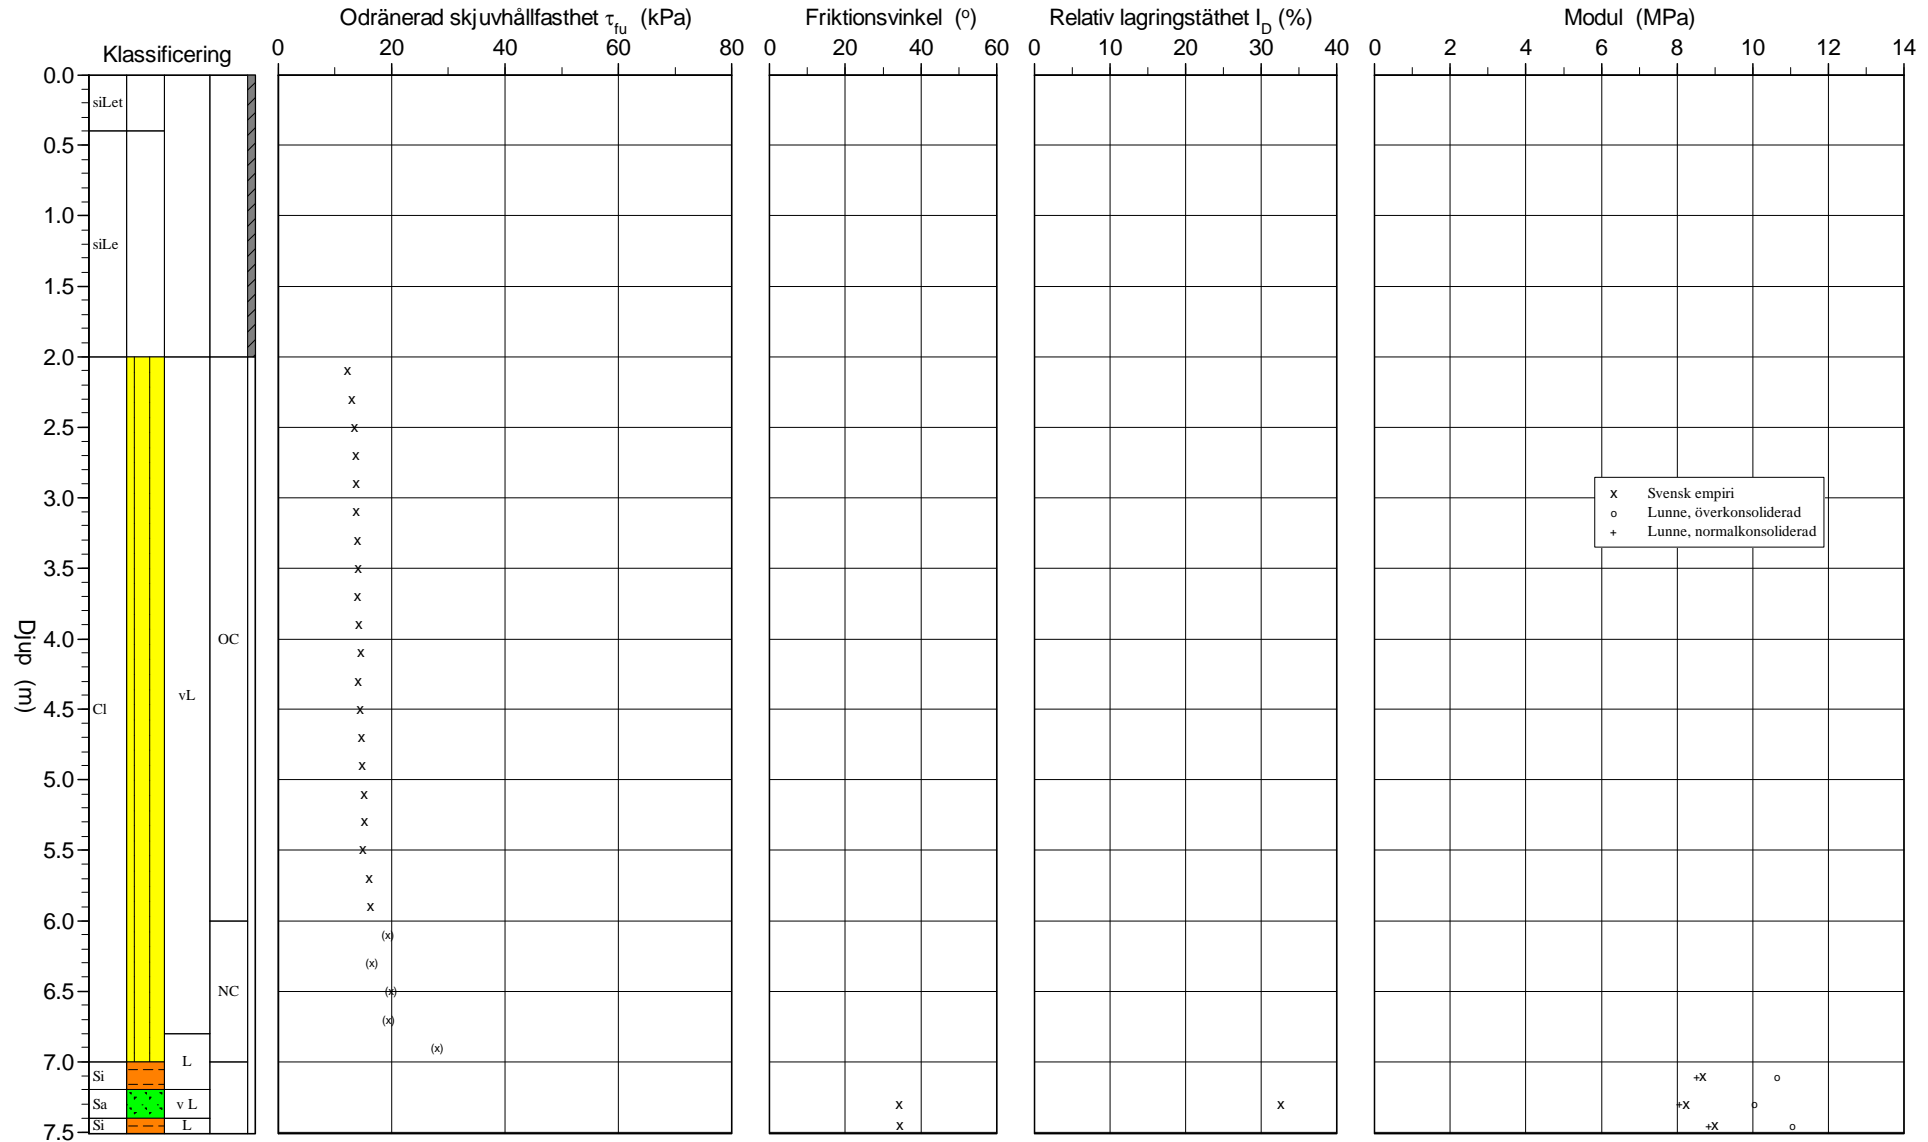 Odränerad skjuvhållfasthet τfu (kPa)
Friktionsvinkel (°)
Relativ lagringstäthet ID (%)
Modul (MPa)
Klassificering
0 20 40 60 80
0 20 40 60
0 10 20 30 40
0 2 4 6 8 10 12 14
0.0
siLet
0.5
1.0
siLe
1.5
2.0
2.5
3.0
x Svensk empiri
o Lunne, överkonsoliderad
+ Lunne, normalkonsoliderad
3.5
4.0
OC
vL
4.5
Cl
Djup (m)
5.0
5.5
6.0
6.5
NC
7.0
L
Si
Sa
v L
7.5
Si
L